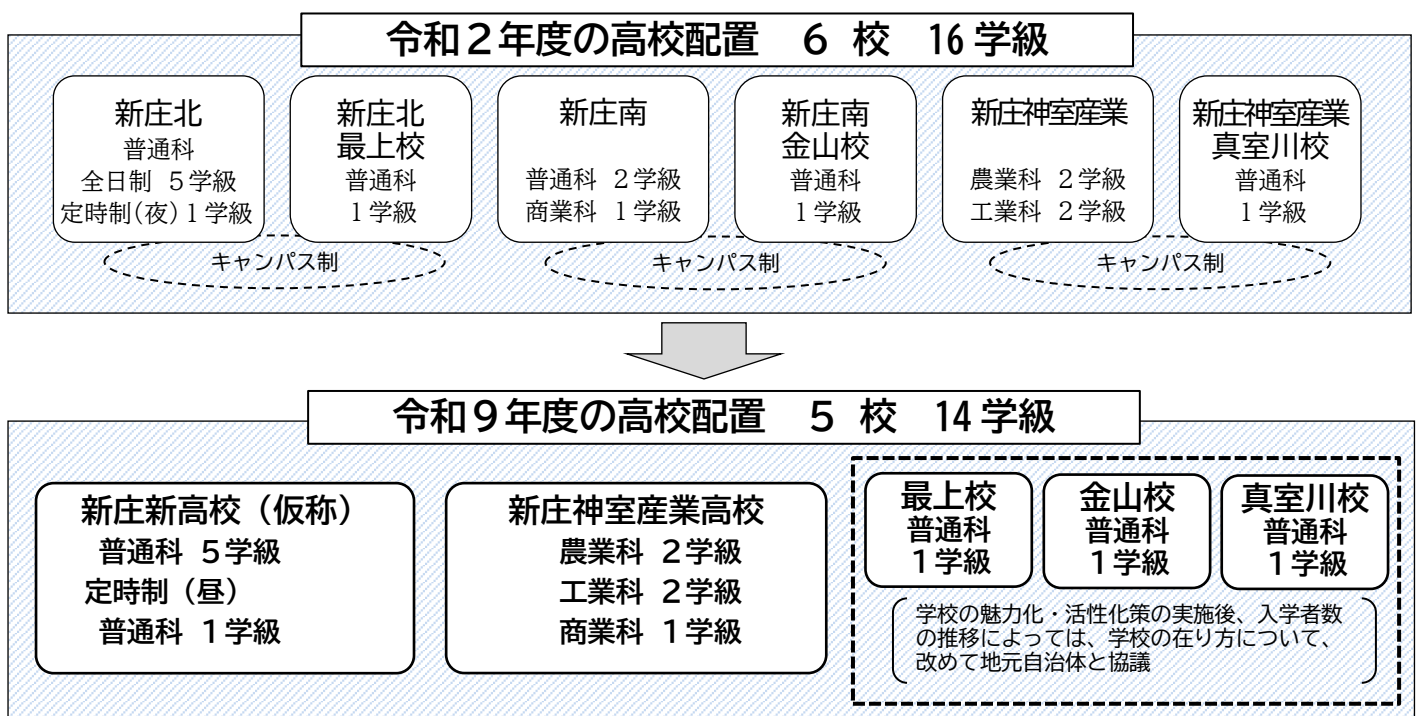 令和２年度の高校配置　６ 校　16 学級
新庄北
普通科
全日制 ５学級
定時制(夜) １学級
新庄北
最上校
普通科
１学級
キャンパス制
新庄南
普通科 ２学級
商業科 １学級
新庄南
金山校
普通科
１学級
キャンパス制
新庄神室産業
農業科 ２学級
工業科 ２学級
新庄神室産業
真室川校
普通科
１学級
キャンパス制
令和９年度の高校配置　５ 校　14 学級
新庄新高校（仮称）
普通科 ５学級
定時制（昼）
普通科 １学級
新庄神室産業高校
農業科 ２学級
工業科 ２学級
商業科 １学級
最上校
普通科
１学級
金山校
普通科
１学級
真室川校
普通科
１学級
学校の魅力化・活性化策の実施後、入学者数
の推移によっては、学校の在り方について、
改めて地元自治体と協議